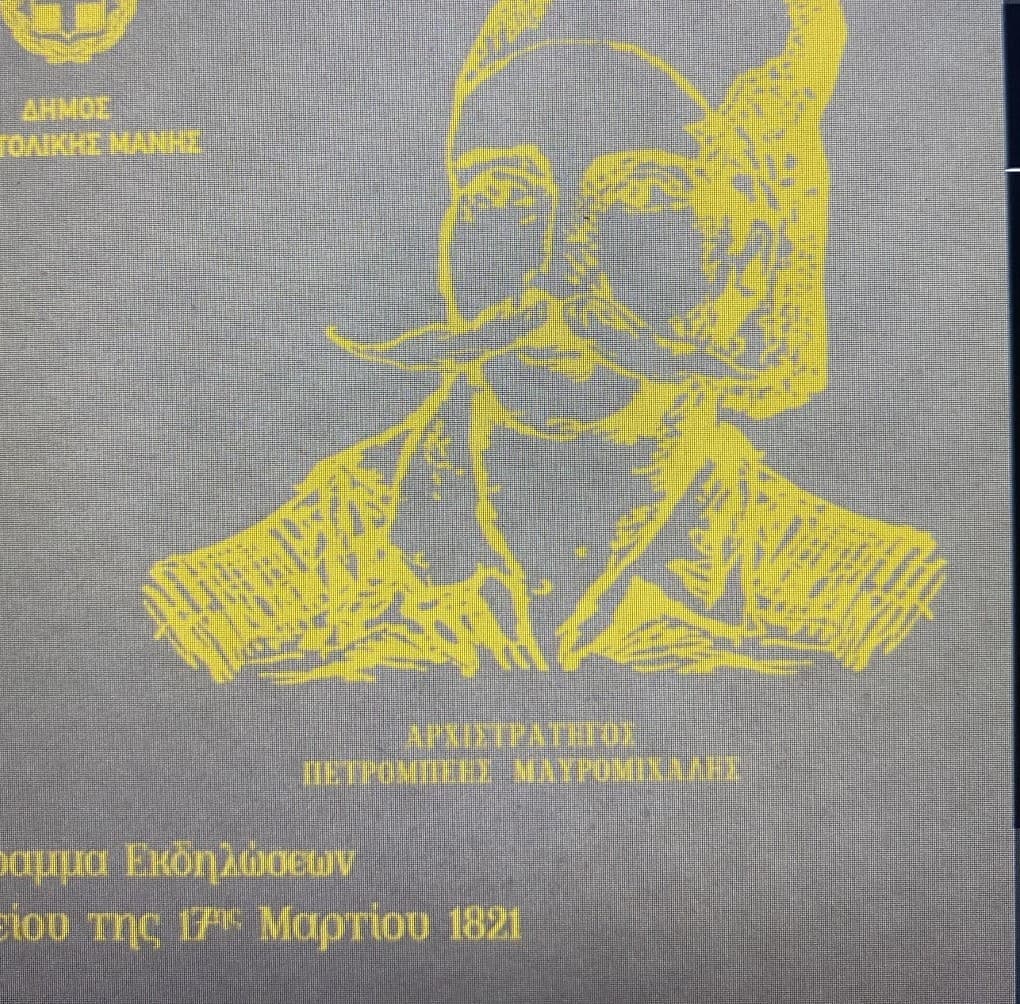 ΔΗΜΟΣ
ΤΟΛΙΚΗΣ ΜΑΝΗΣ
ΑΡΧΙΣΤΡΑΤΗΓΟΣ
ΠΕΤΡΟΜΠΕΗΣ ΜΑΥΡΟΜΙΧΑΛΗΣ
ραμμα Εκδηλώσεων
είου της 17ης Μαρτίου 1821